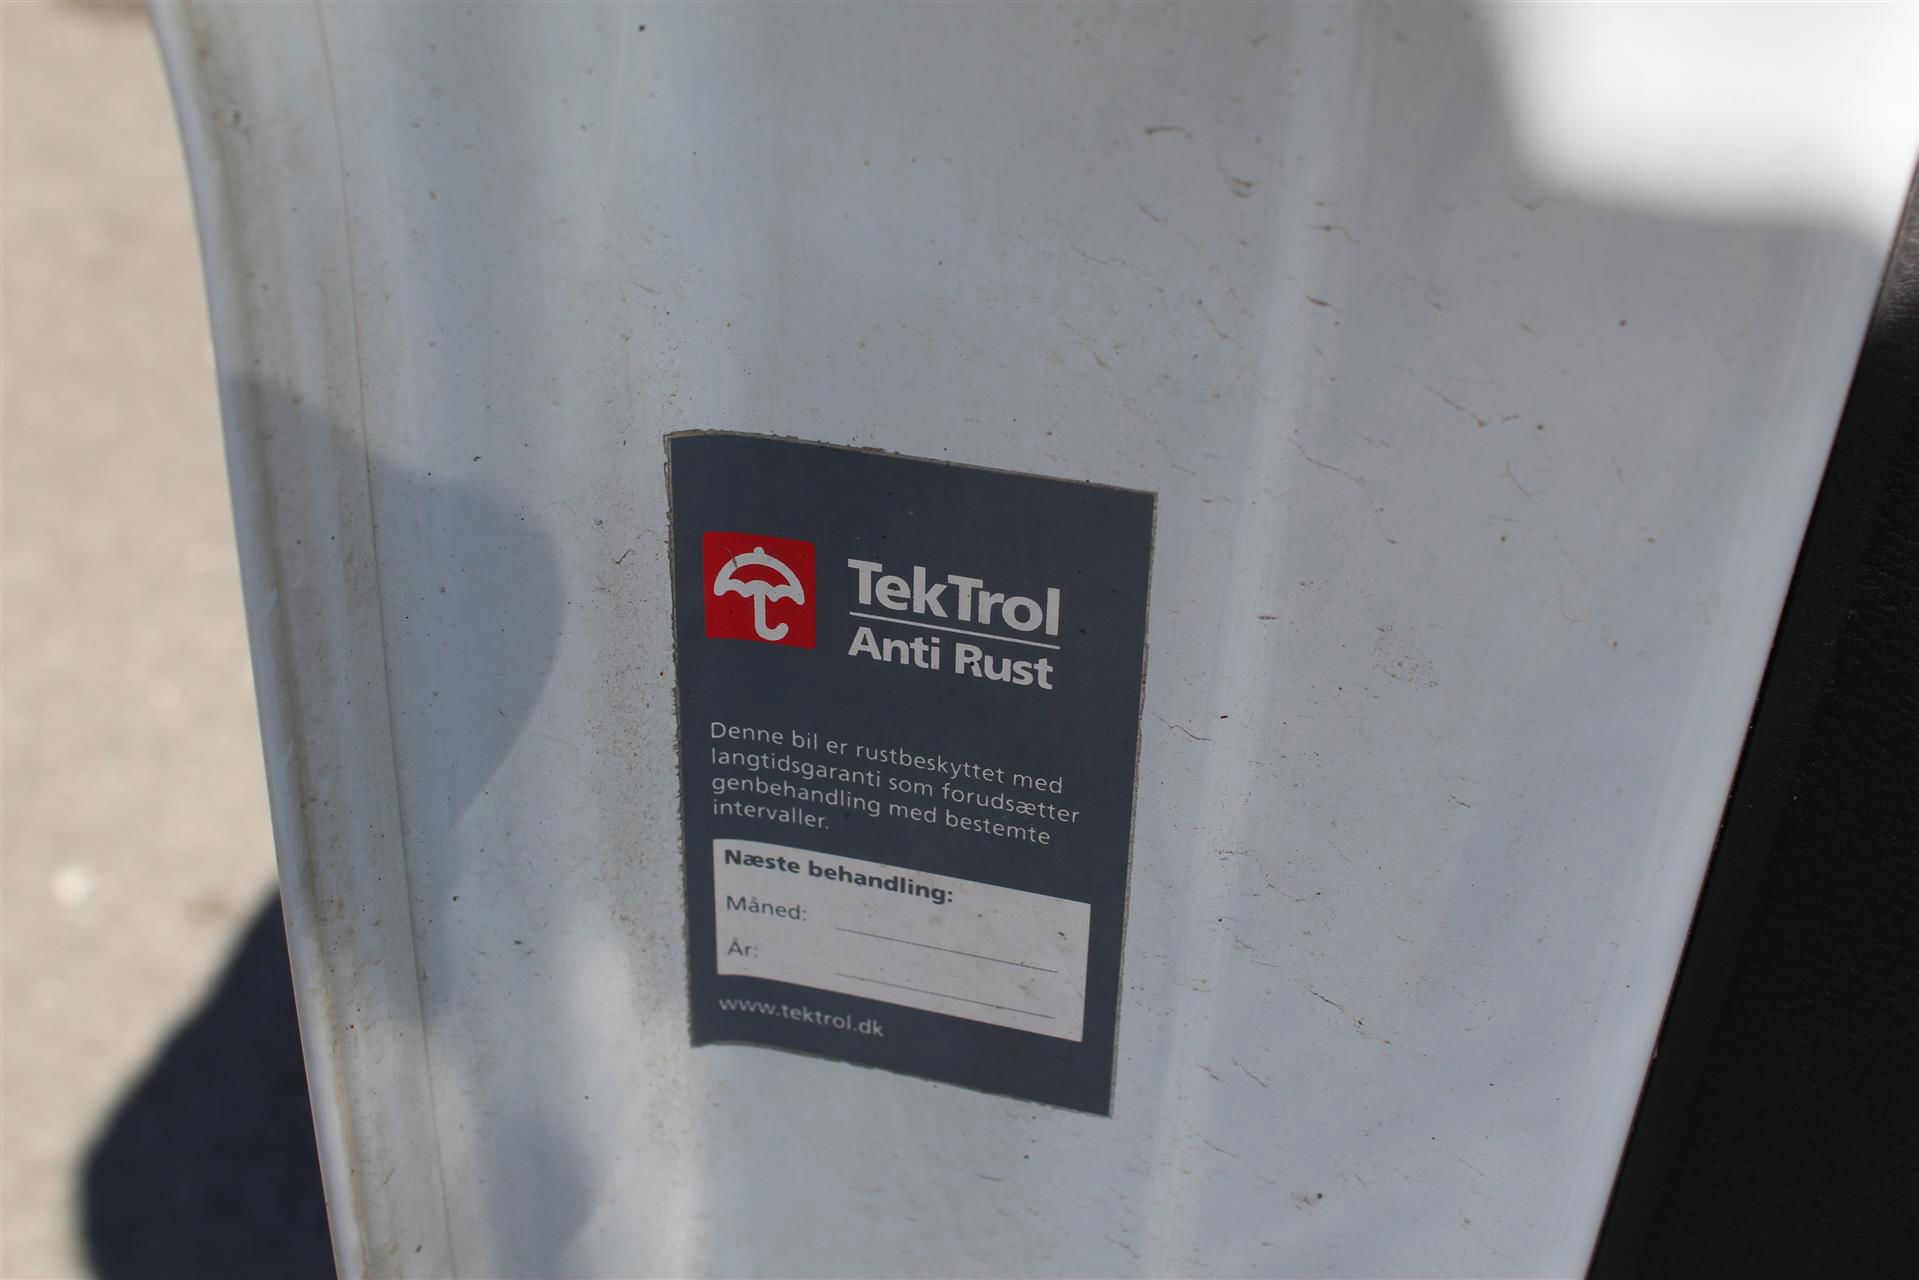 TekTrol
Anti Rust
Denne bil er rustbeskyttet med
langtidsgaranti som forudsætter
genbehandling med bestemte
intervaller.
Næste behandling:
Måned:
År:
www.tektrol.dk